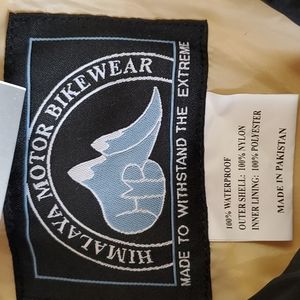 HIMALAYA MOTOR BIKEWEAR
HB
MADE TO WITHSTAND THE EXTREME
100% WATERPROOF
OUTER SHELL: 100% NYLON
INNER LINING: 100% POLYESTER
MADE IN PAKISTAN